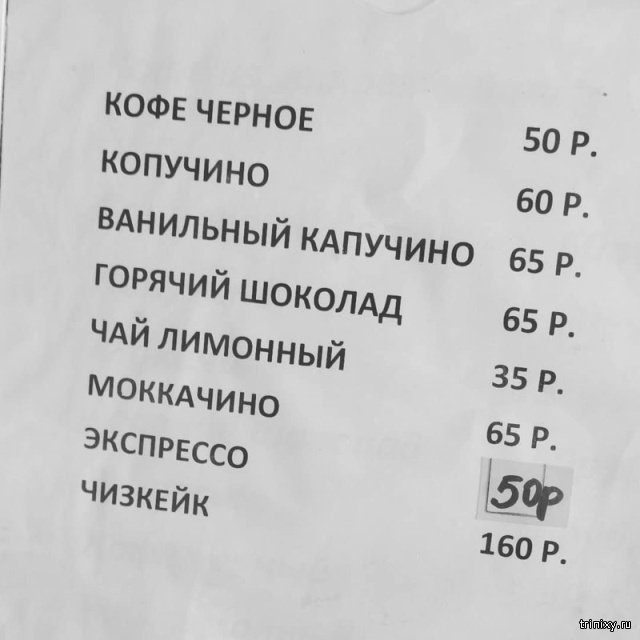 КОФЕ ЧЕРНОЕ 50 Р.
КОПУЧИНО 60 Р.
ВАНИЛЬНЫЙ КАПУЧИНО 65 Р.
ГОРЯЧИЙ ШОКОЛАД 65 Р.
ЧАЙ ЛИМОННЫЙ 35 Р.
МОККАЧИНО 65 Р.
ЭКСПРЕССО 50р
ЧИЗКЕЙК 160 Р.
trinixy.ru